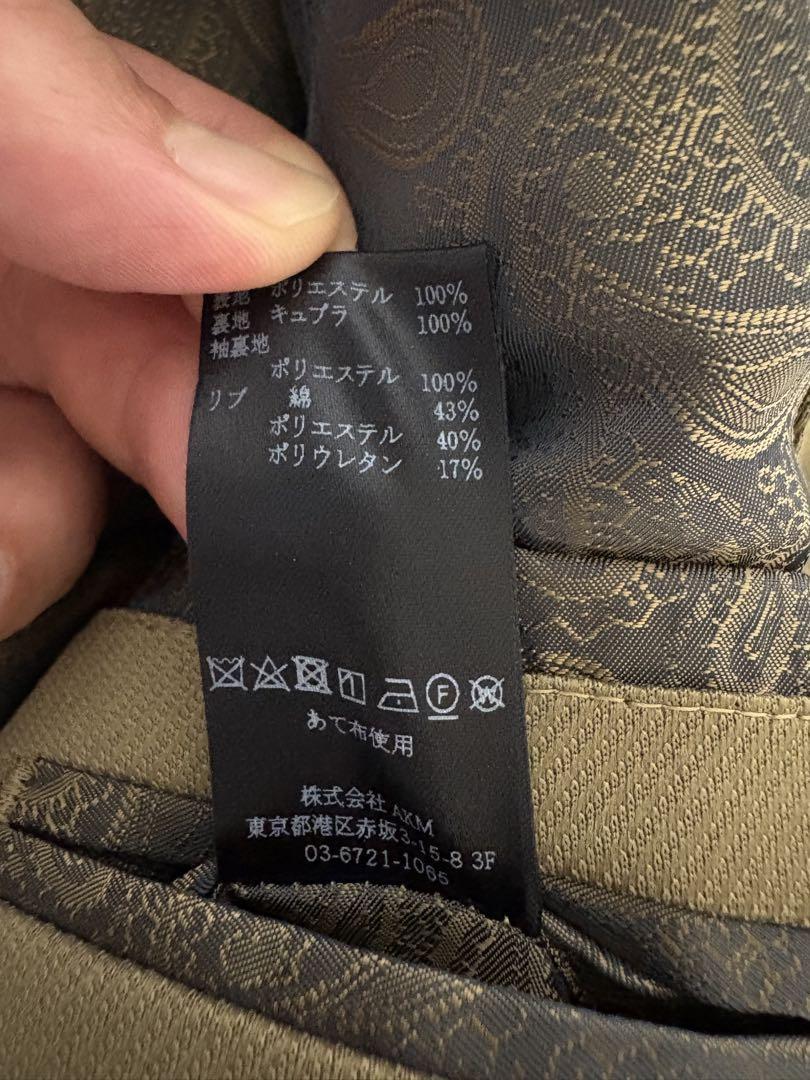 裏地 ポリエステル 100%
裏地 キュプラ 100%
袖裏地
ポリエステル 100%
リブ 綿 43%
ポリエステル 40%
ポリウレタン 17%
F W
あて布使用
株式会社 AKM
東京都港区赤坂3-15-8 3F
03-6721-1065